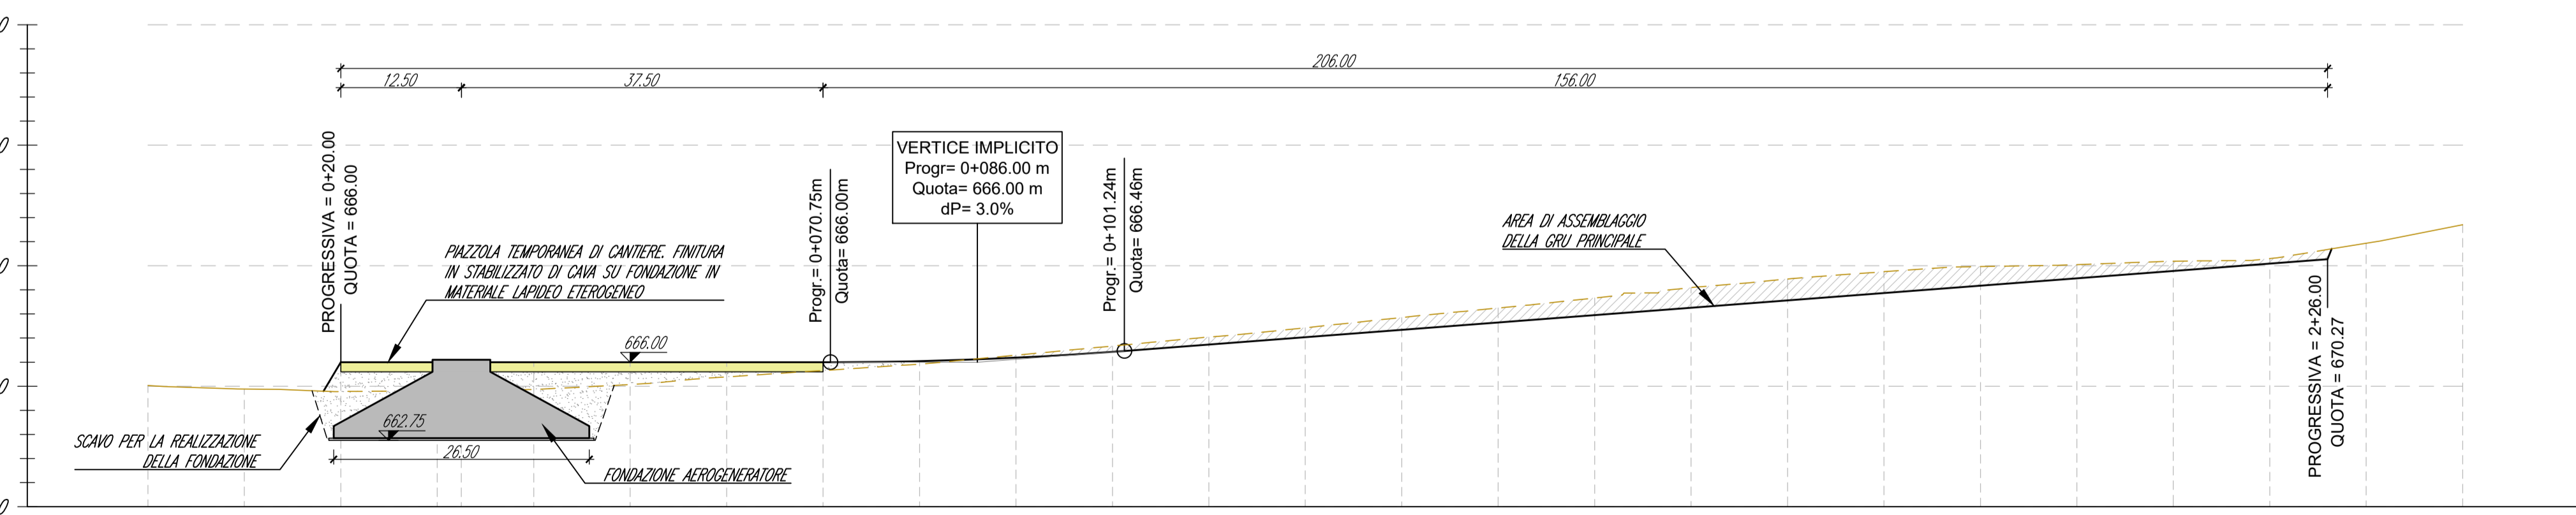 206.00
12.50
37.50
156.00
PROGRESSIVA = 0+20.00
QUOTA = 666.00
PIAZZOLA TEMPORANEA DI CANTIERE. FINITURA
IN STABILIZZATO DI CAVA SU FONDAZIONE IN
MATERIALE LAPIDEO ETEROGENEO
666.00
Progr.= 0+070.75m
Quota= 666.00m
VERTICE IMPLICITO
Progr= 0+086.00 m
Quota= 666.00 m
dP= 3.0%
Progr.= 0+101.24m
Quota= 666.46m
AREA DI ASSEMBLAGGIO
DELLA GRU PRINCIPALE
PROGRESSIVA = 2+26.00
QUOTA = 670.27
SCAVO PER LA REALIZZAZIONE
DELLA FONDAZIONE
662.75
26.50
FONDAZIONE AEROGENERATORE